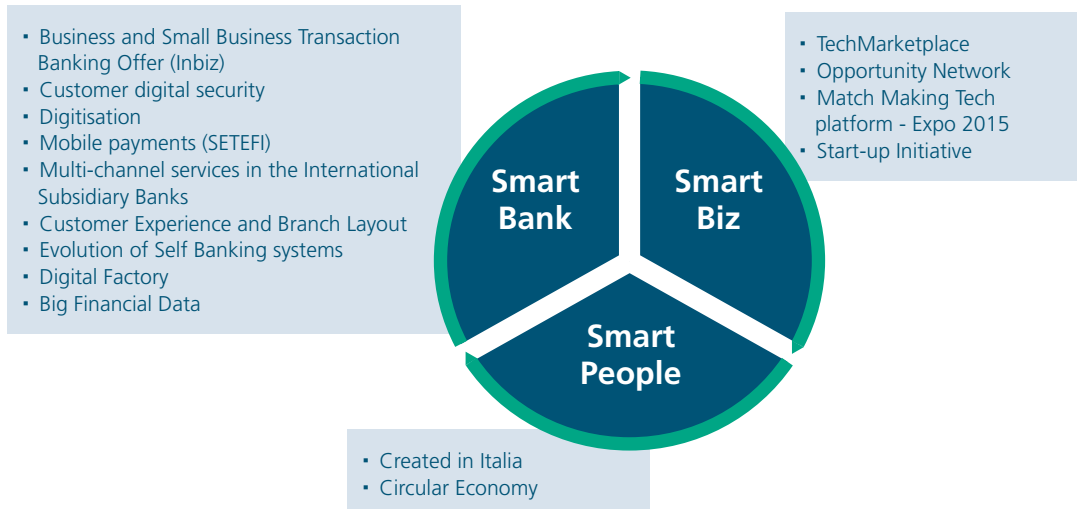 ▪ Business and Small Business Transaction
Banking Offer (Inbiz)
▪ Customer digital security
▪ Digitisation
▪ Mobile payments (SETEFI)
▪ Multi-channel services in the International
Subsidiary Banks
▪ Customer Experience and Branch Layout
▪ Evolution of Self Banking systems
▪ Digital Factory
▪ Big Financial Data
▪ TechMarketplace
▪ Opportunity Network
▪ Match Making Tech
platform - Expo 2015
▪ Start-up Initiative
Smart
Bank
Smart
Biz
Smart
People
▪ Created in Italia
▪ Circular Economy